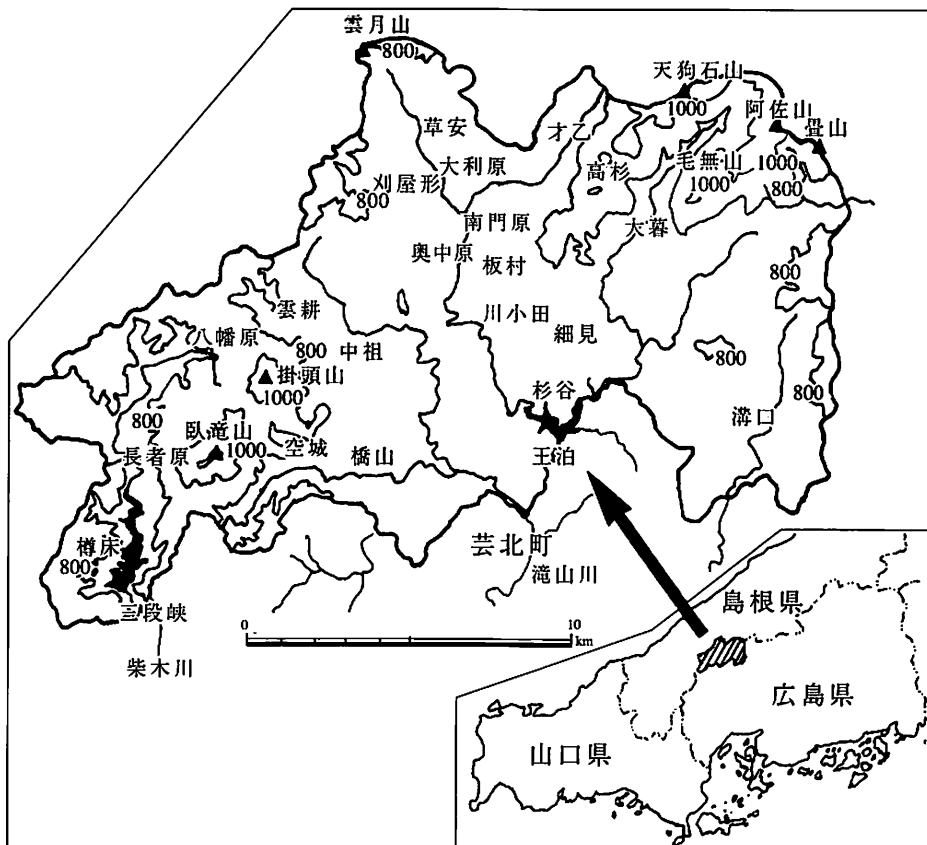 雲月山
800
天狗石山
1000
阿佐山
畳山
草安
才乙
大利原
高杉
毛無山
1000
1000
800
刈屋形
800
南門原
大暮
奥中原
板村
800
雲耕
川小田
細見
八幡原
800
中祖
800
掛頭山
1000
杉谷
800
800
溝口
臥竜山
1000
空城
長者原
橋山
王泊
樽床
800
芸北町
滝山川
三段峡
柴木川
0
10
km
島根県
広島県
山口県